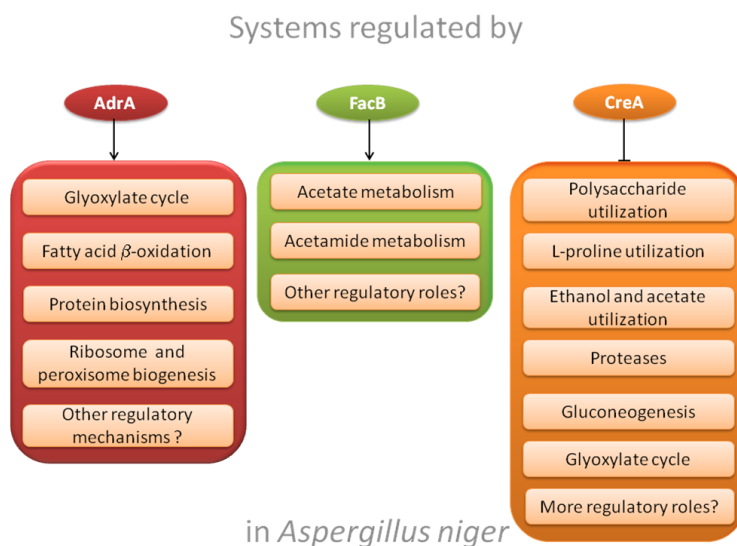 Systems regulated by
AdrA
Glyoxylate cycle
Fatty acid β-oxidation
Protein biosynthesis
Ribosome and
peroxisome biogenesis
Other regulatory
mechanisms ?
FacB
Acetate metabolism
Acetamide metabolism
Other regulatory roles?
CreA
Polysaccharide
utilization
L-proline utilization
Ethanol and acetate
utilization
Proteases
Gluconeogenesis
Glyoxylate cycle
More regulatory roles?
in Aspergillus niger